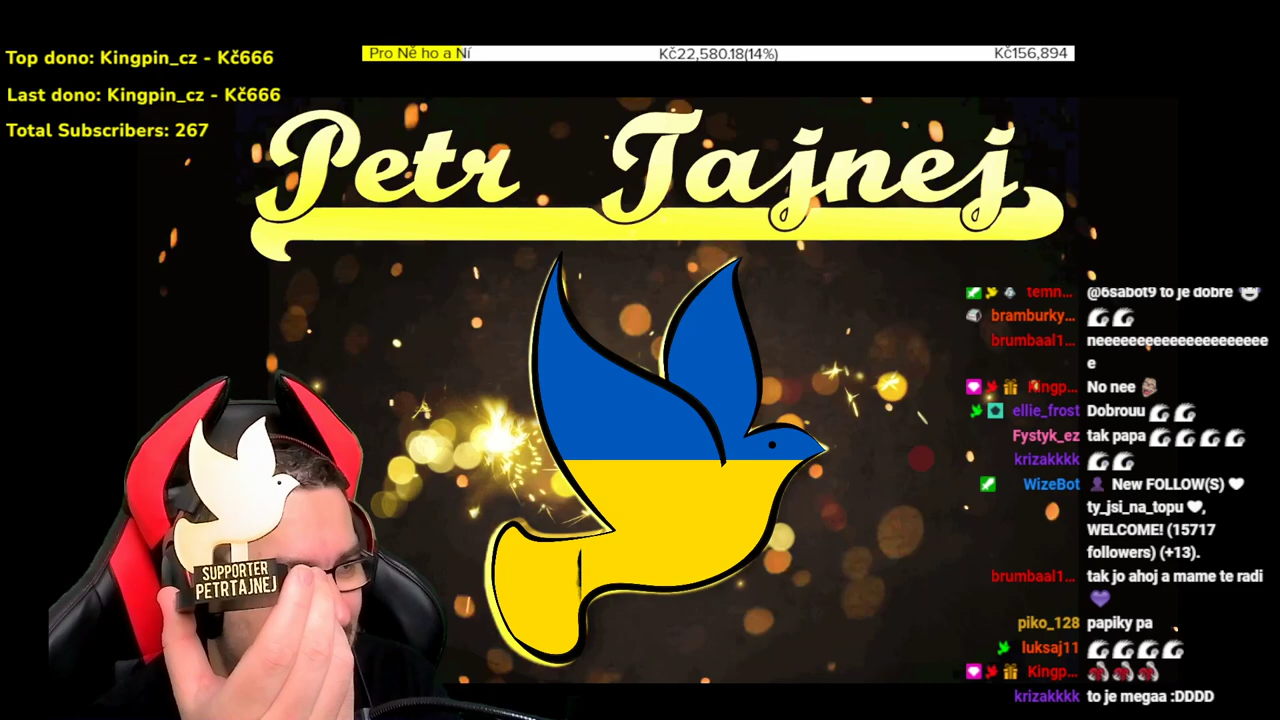 Top dono: Kingpin_cz - Kč666
Last dono: Kingpin_cz - Kč666
Total Subscribers: 267
Pro Ně ho a Ní Kč22,580.18(14%) Kč156,894
Petr Tajnej
SUPPORTER
PETRTAJNEJ
temn... @6sabot9 to je dobre
bramburky...
brumbaal1... neeeeeeeeeeeeeeeeeeeee
e
Kingp... No nee
ellie_frost Dobrouu
Fystyk_ez tak papa
krizakkkk
WizeBot New FOLLOW(S)
ty_jsi_na_topu ,
WELCOME! (15717
followers) (+13).
brumbaal1... tak jo ahoj a mame te radi
piko_128 papiky pa
luksaj11
Kingp...
krizakkkk to je megaa :DDDD